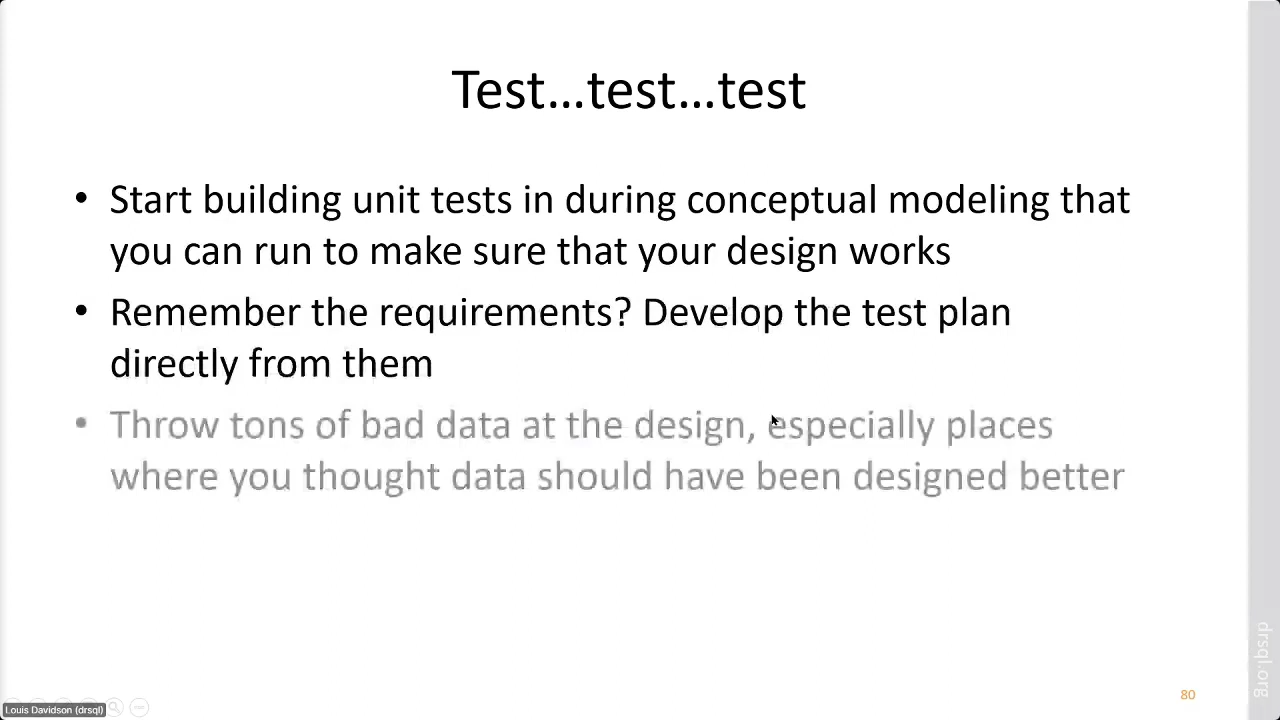 Test...test...test
• Start building unit tests in during conceptual modeling that
you can run to make sure that your design works
• Remember the requirements? Develop the test plan
directly from them
• Throw tons of bad data at the design, especially places
where you thought data should have been designed better
drsql.org
80
Louis Davidson (drsql)